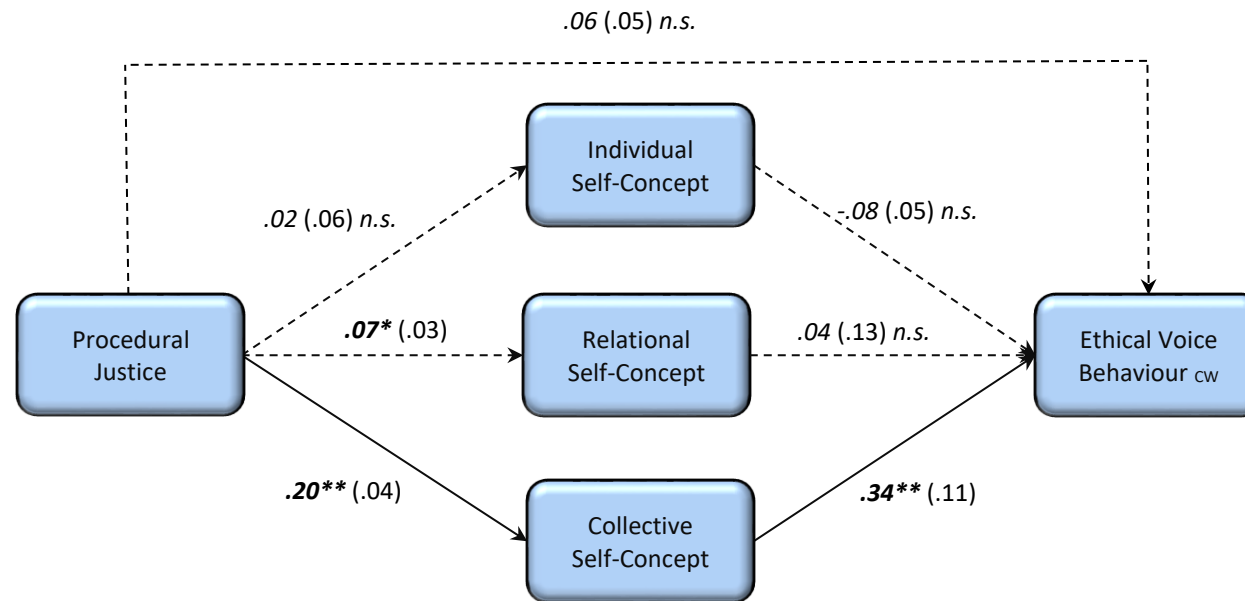 .06 (.05) n.s.
Individual
Self-Concept
.02 (.06) n.s.
-.08 (.05) n.s.
Procedural
Justice
.07* (.03)
Relational
Self-Concept
.04 (.13) n.s.
Ethical Voice
Behaviour CW
.20** (.04)
.34** (.11)
Collective
Self-Concept